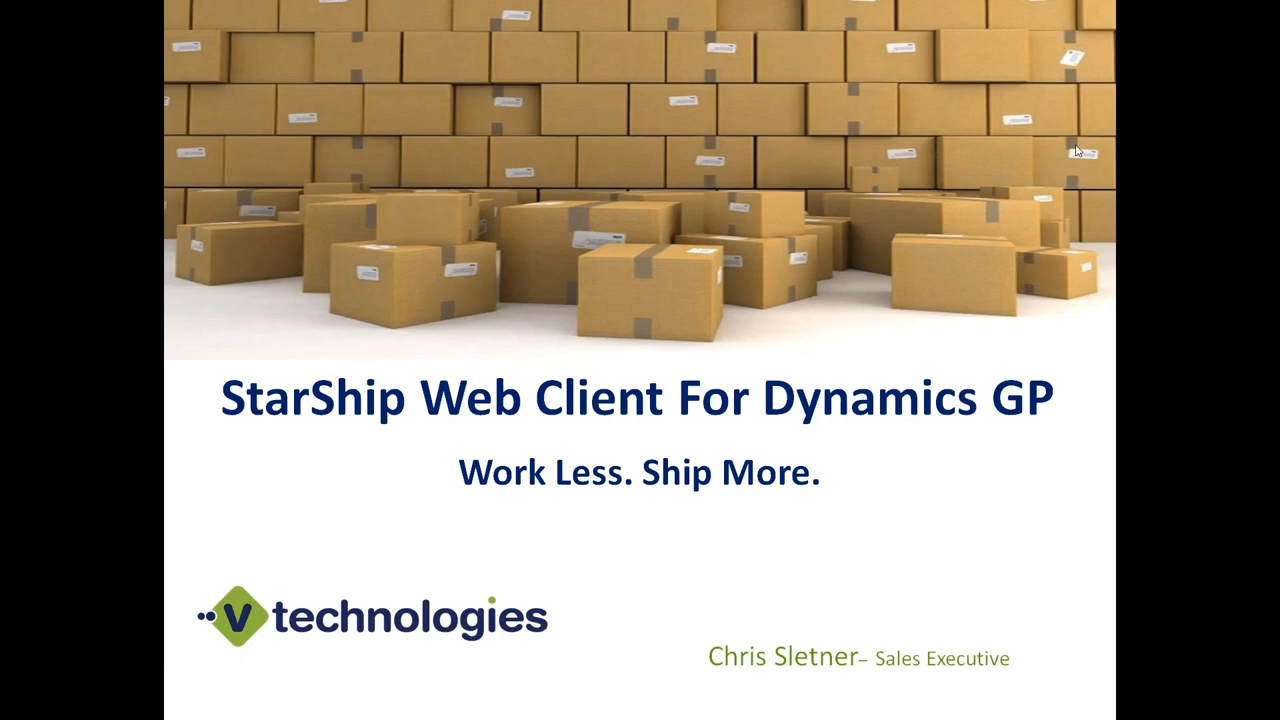 StarShip Web Client For Dynamics GP
Work Less. Ship More.
v technologies
Chris Sletner– Sales Executive